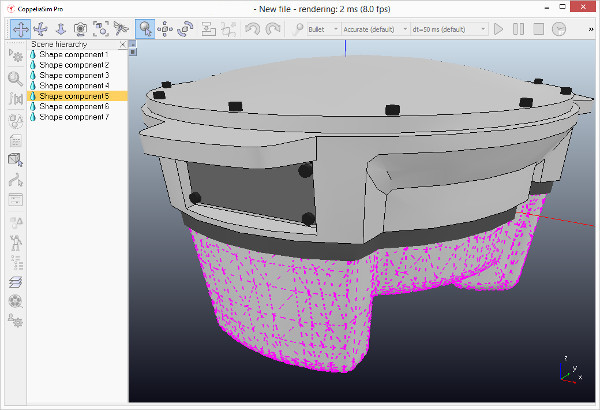 CoppeliaSim Pro
- New file - rendering: 2 ms (8.0 fps)
Bullet
Accurate (default)
dt=50 ms (default)
Scene hierarchy
Shape component 1
Shape component 2
Shape component 3
Shape component 4
Shape component 5
Shape component 6
Shape component 7
z
y
x